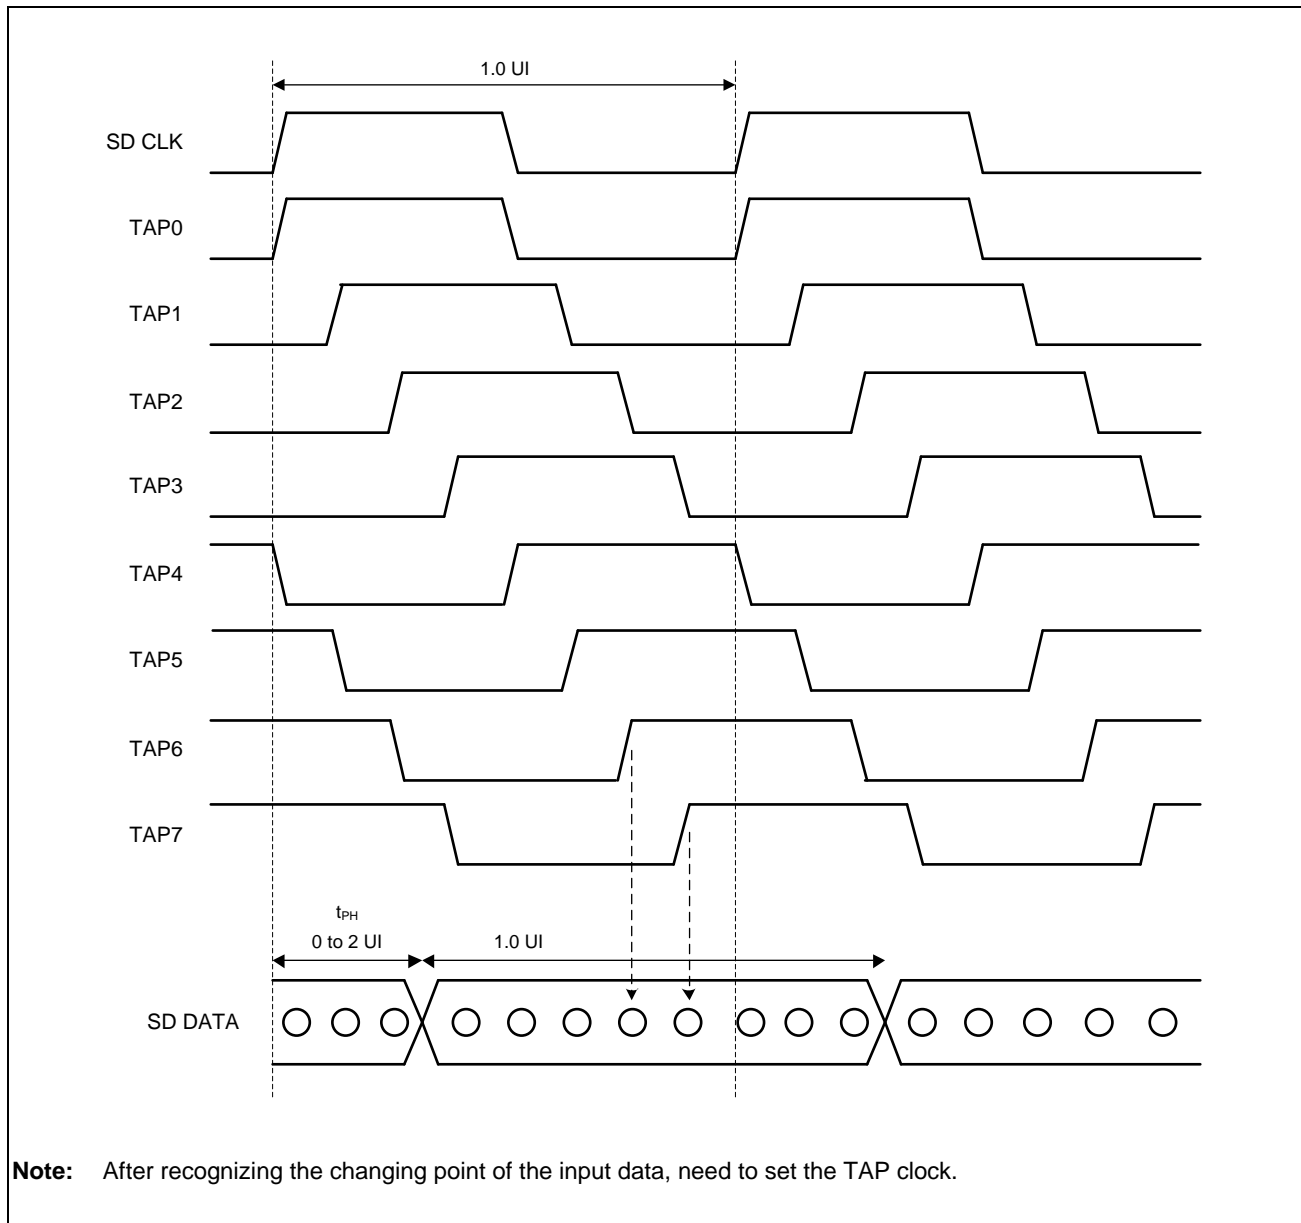 1.0 UI
SD CLK
TAP0
TAP1
TAP2
TAP3
TAP4
TAP5
TAP6
TAP7
tPH
0 to 2 UI
1.0 UI
SD DATA
Note: After recognizing the changing point of the input data, need to set the TAP clock.